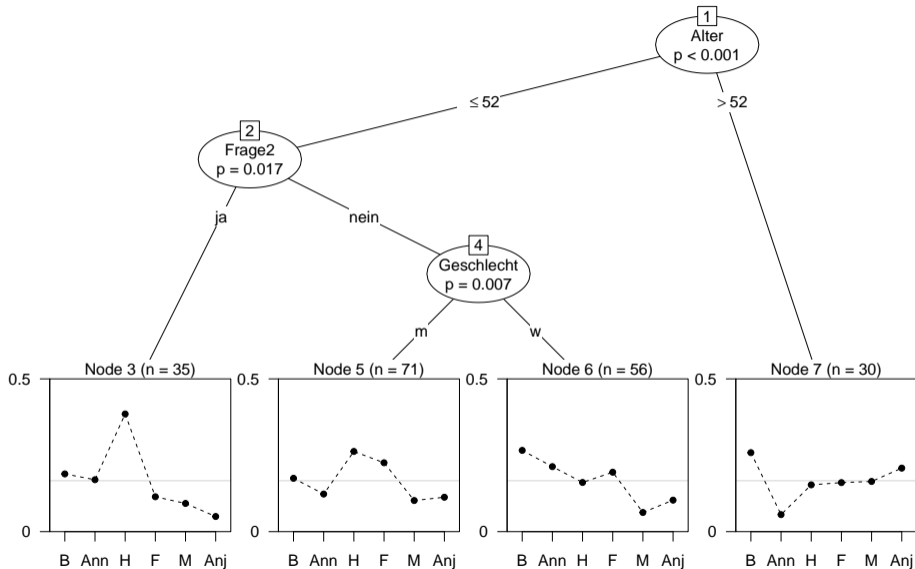 1
Alter
p < 0.001
≤ 52
> 52
2
Frage2
p = 0.017
ja
nein
4
Geschlecht
p = 0.007
m
w
Node 3 (n = 35)
0.5
0
B Ann H F M Anj
Node 5 (n = 71)
0.5
0
B Ann H F M Anj
Node 6 (n = 56)
0.5
0
B Ann H F M Anj
Node 7 (n = 30)
0.5
0
B Ann H F M Anj